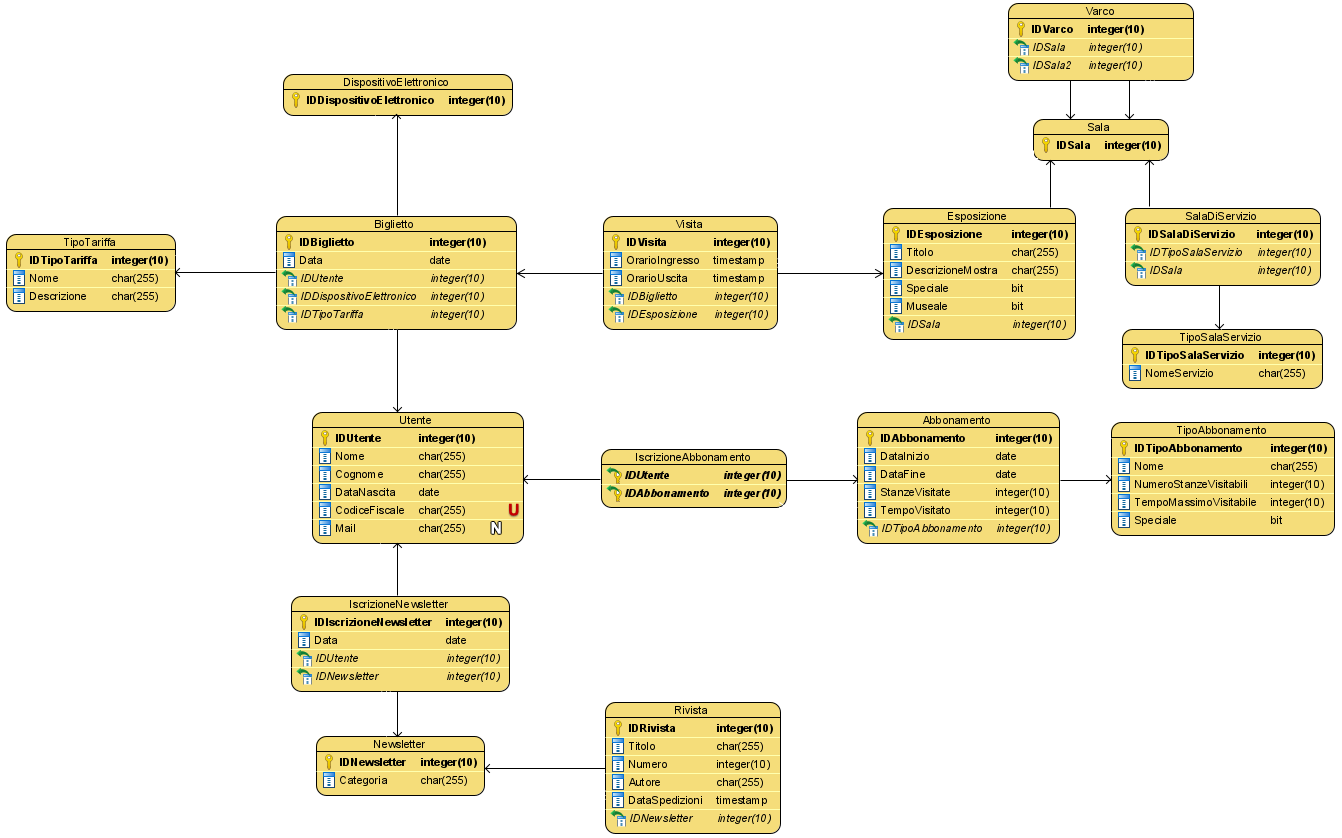 Varco
IDVarco integer(10)
IDSala integer(10)
IDSala2 integer(10)
DispositivoElettronico
IDDispositivoElettronico integer(10)
Sala
IDSala integer(10)
TipoTariffa
IDTipoTariffa integer(10)
Nome char(255)
Descrizione char(255)
Biglietto
IDBiglietto integer(10)
Data date
IDUtente integer(10)
IDDispositivoElettronico integer(10)
IDTipoTariffa integer(10)
Visita
IDVisita integer(10)
OrarioIngresso timestamp
OrarioUscita timestamp
IDBiglietto integer(10)
IDEsposizione integer(10)
Esposizione
IDEsposizione integer(10)
Titolo char(255)
DescrizioneMostra char(255)
Speciale bit
Museale bit
IDSala integer(10)
SalaDiServizio
IDSalaDiServizio integer(10)
IDTipoSalaServizio integer(10)
IDSala integer(10)
TipoSalaServizio
IDTipoSalaServizio integer(10)
NomeServizio char(255)
Utente
IDUtente integer(10)
Nome char(255)
Cognome char(255)
DataNascita date
CodiceFiscale char(255) U
Mail char(255) N
IscrizioneAbbonamento
IDUtente integer(10)
IDAbbonamento integer(10)
Abbonamento
IDAbbonamento integer(10)
DataInizio date
DataFine date
StanzeVisitate integer(10)
TempoVisitato integer(10)
IDTipoAbbonamento integer(10)
TipoAbbonamento
IDTipoAbbonamento integer(10)
Nome char(255)
NumeroStanzeVisitabili integer(10)
TempoMassimoVisitabile integer(10)
Speciale bit
IscrizioneNewsletter
IDIscrizioneNewsletter integer(10)
Data date
IDUtente integer(10)
IDNewsletter integer(10)
Newsletter
IDNewsletter integer(10)
Categoria char(255)
Rivista
IDRivista integer(10)
Titolo char(255)
Numero integer(10)
Autore char(255)
DataSpedizioni timestamp
IDNewsletter integer(10)